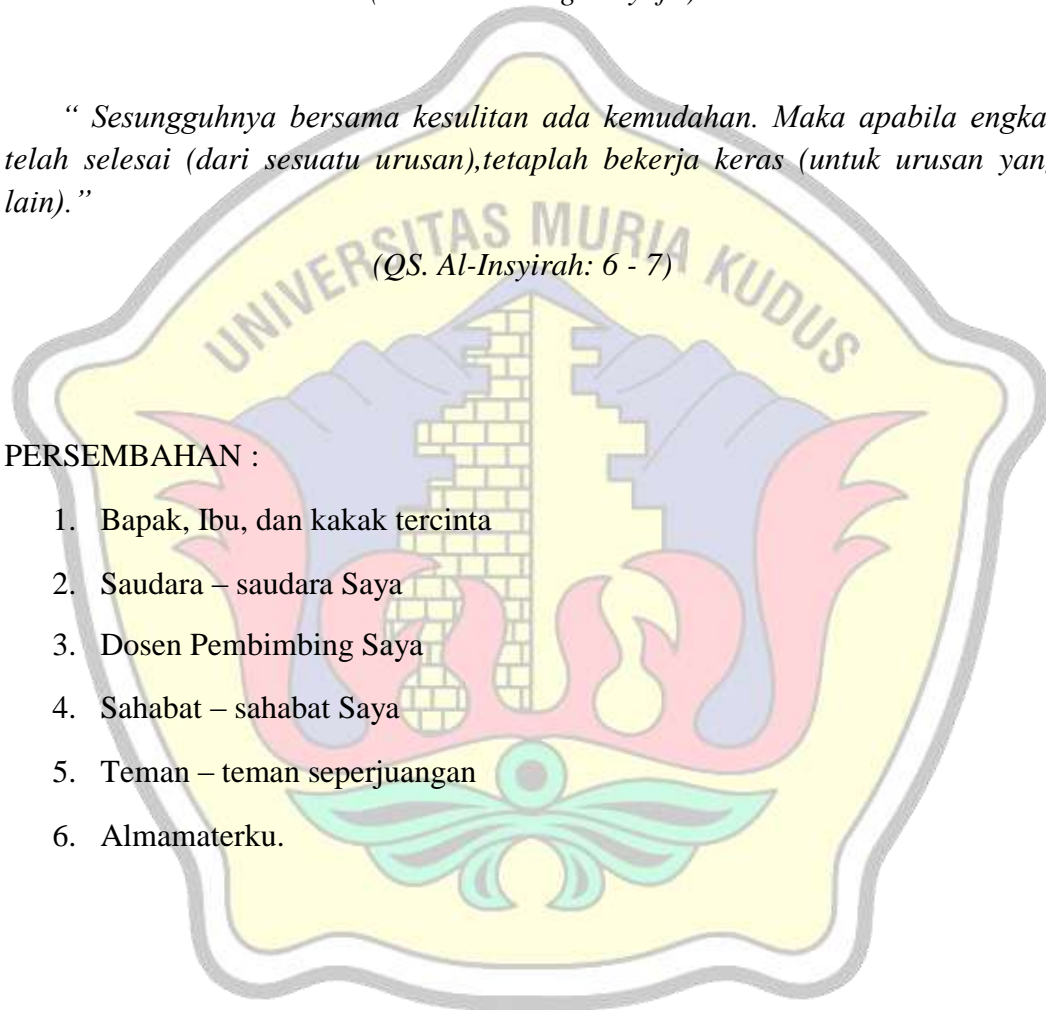 “ Sesungguhnya bersama kesulitan ada kemudahan. Maka apabila
telah selesai (dari sesuatu urusan),tetaplah bekerja keras (untuk urusan
lain).”
(QS. Al-Insyirah: 6 - 7)
UNIVERSITAS MURIA KUDUS
PERSEMBAHAN :
1. Bapak, Ibu, dan kakak tercinta
2. Saudara – saudara Saya
3. Dosen Pembimbing Saya
4. Sahabat – sahabat Saya
5. Teman – teman seperjuangan
6. Almamaterku.